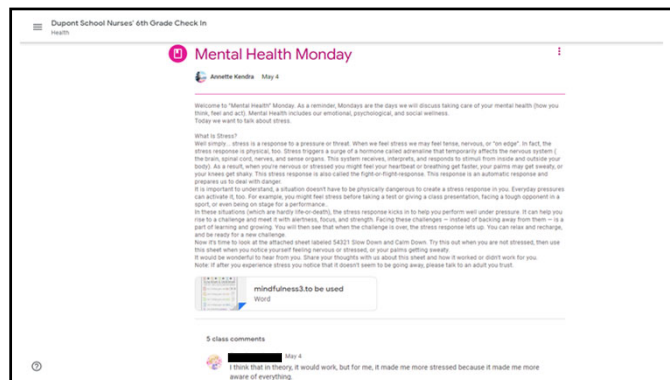 Dupont School Nurses' 6th Grade Check In
Health
Mental Health Monday
Annette Kendra May 4
Welcome to "Mental Health" Monday. As a reminder, Mondays are the days we will discuss taking care of your mental health (how you
think, feel and act). Mental Health includes our emotional, psychological, and social wellness.
Today we want to talk about stress.
What Is Stress?
Well simply... stress is a response to a pressure or threat. When we feel stress we may feel tense, nervous, or "on edge". In fact, the
stress response is physical, too. Stress triggers a surge of a hormone called adrenaline that temporarily affects the nervous system (
the brain, spinal cord, nerves, and sense organs. This system receives, interprets, and responds to stimuli from inside and outside your
body). As a result, when you're nervous or stressed you might feel your heartbeat or breathing get faster, your palms may get sweaty, or
your knees get shaky. This stress response is also called the fight-or-flight-response. This response is an automatic response and
prepares us to deal with danger.
It is important to understand, a situation doesn't have to be physically dangerous to create a stress response in you. Everyday pressures
can activate it, too. For example, you might feel stress before taking a test or giving a class presentation, facing a tough opponent in a
sport, or even being on stage for a performance..
In these situations (which are hardly life-or-death), the stress response kicks in to help you perform well under pressure. It can help you
rise to a challenge and meet it with alertness, focus, and strength. Facing these challenges — instead of backing away from them — is a
part of learning and growing. You will then see that when the challenge is over, the stress response lets up. You can relax and recharge,
and be ready for a new challenge.
Now it's time to look at the attached sheet labeled 54321 Slow Down and Calm Down. Try this out when you are not stressed, then use
this sheet when you notice yourself feeling nervous or stressed, or your palms getting sweaty.
It would be wonderful to hear from you. Share your thoughts with us about this sheet and how it worked or didn't work for you.
Note: If after you experience stress you notice that it doesn't seem to be going away, please talk to an adult you trust.
mindfulness3.to be used
Word
5 class comments
May 4
I think that in theory, it would work, but for me, it made me more stressed because it made me more
aware of everything.